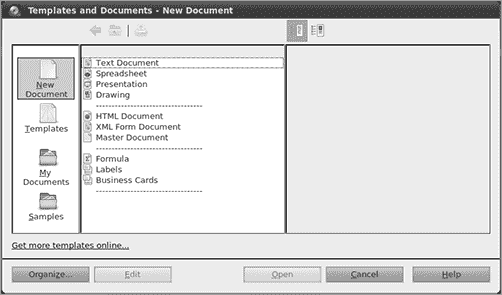 Templates and Documents - New Document
New
Document
Templates
My
Documents
Samples
Text Document
Spreadsheet
Presentation
Drawing
HTML Document
XML Form Document
Master Document
Formula
Labels
Business Cards
Get more templates online...
Organize... Edit Open Cancel Help